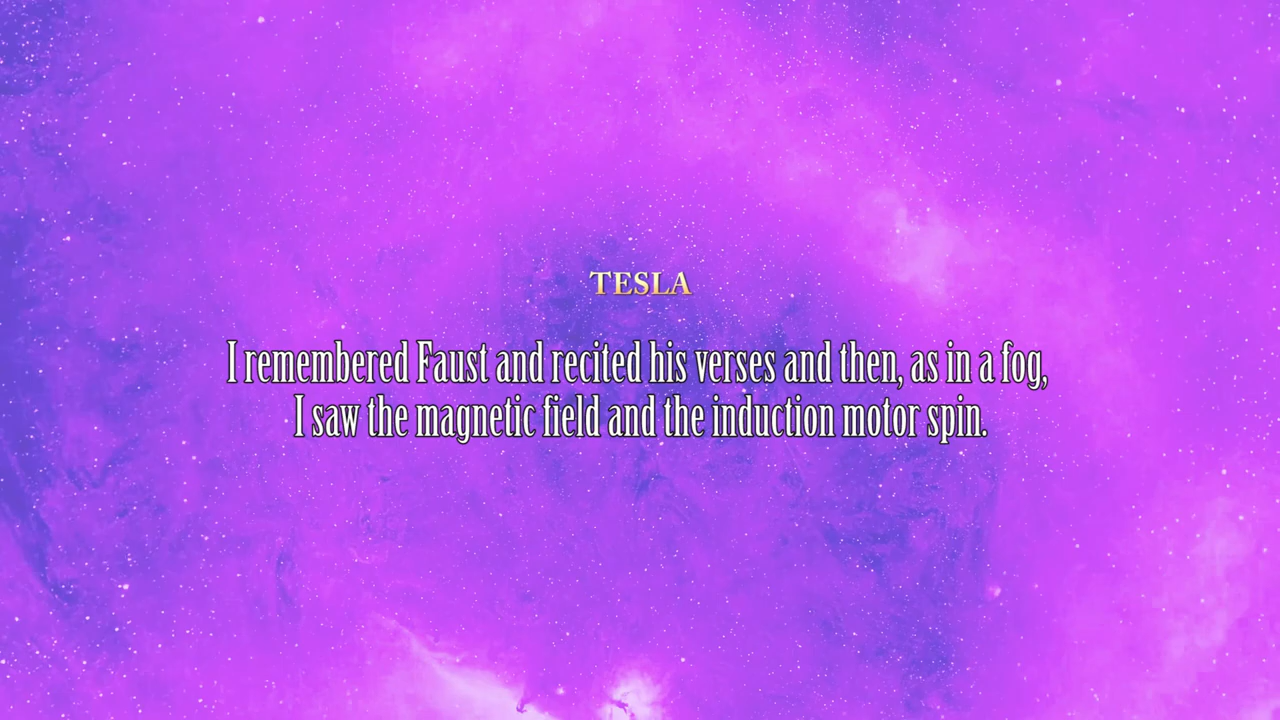 TESLA
I remembered Faust and recited his verses and then, as in a fog,
I saw the magnetic field and the induction motor spin.